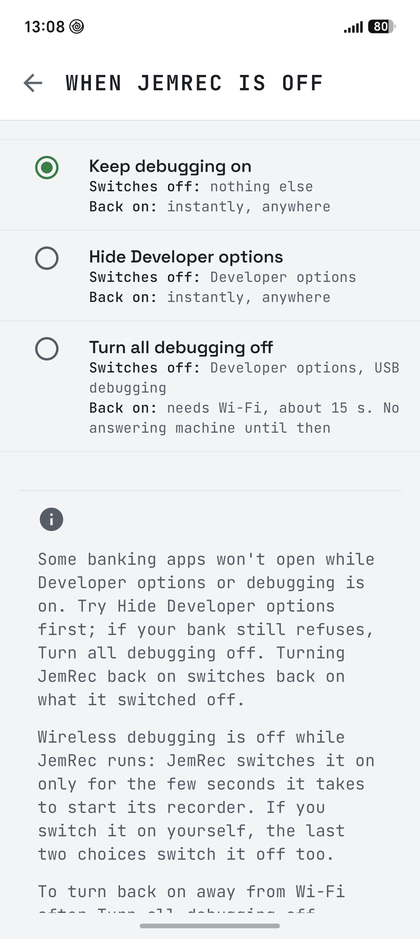 13:08
80
WHEN JEMREC IS OFF
Keep debugging on
Switches off: nothing else
Back on: instantly, anywhere
Hide Developer options
Switches off: Developer options
Back on: instantly, anywhere
Turn all debugging off
Switches off: Developer options, USB
debugging
Back on: needs Wi-Fi, about 15 s. No
answering machine until then
Some banking apps won't open while
Developer options or debugging is
on. Try Hide Developer options
first; if your bank still refuses,
Turn all debugging off. Turning
JemRec back on switches back on
what it switched off.
Wireless debugging is off while
JemRec runs: JemRec switches it on
only for the few seconds it takes
to start its recorder. If you
switch it on yourself, the last
two choices switch it off too.
To turn back on away from Wi-Fi
after Turn all debugging off